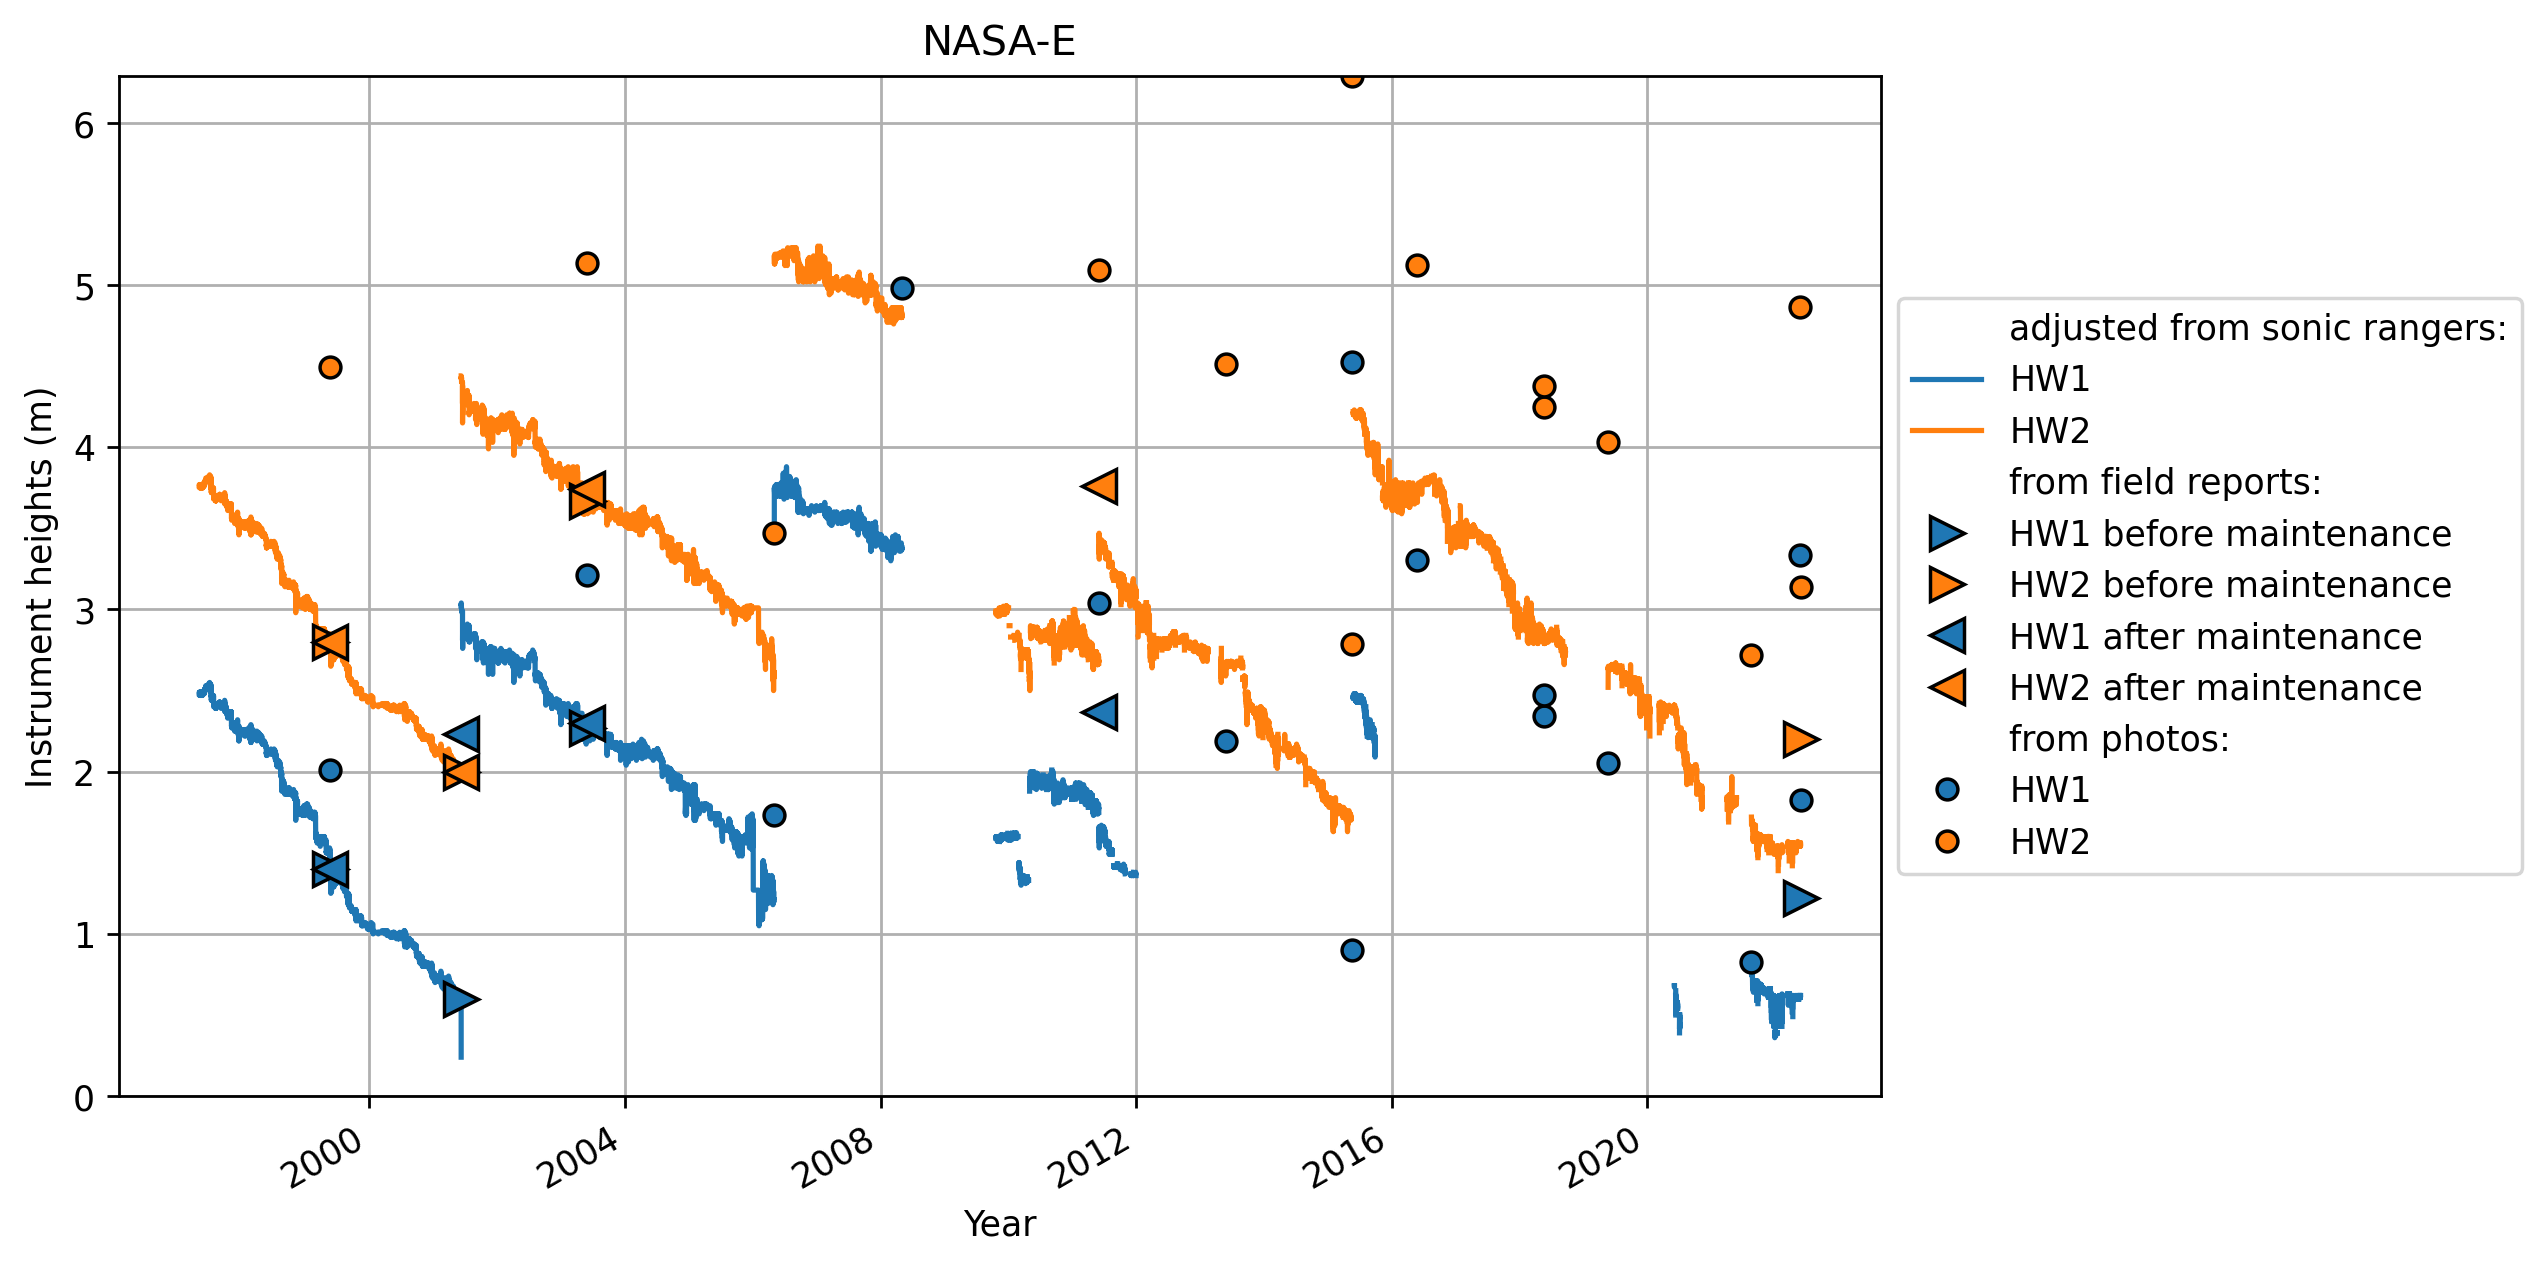 NASA-E
Instrument heights (m)
6
5
4
3
2
1
0
2000
2004
2008
2012
2016
2020
Year
adjusted from sonic rangers:
HW1
HW2
from field reports:
HW1 before maintenance
HW2 before maintenance
HW1 after maintenance
HW2 after maintenance
from photos:
HW1
HW2